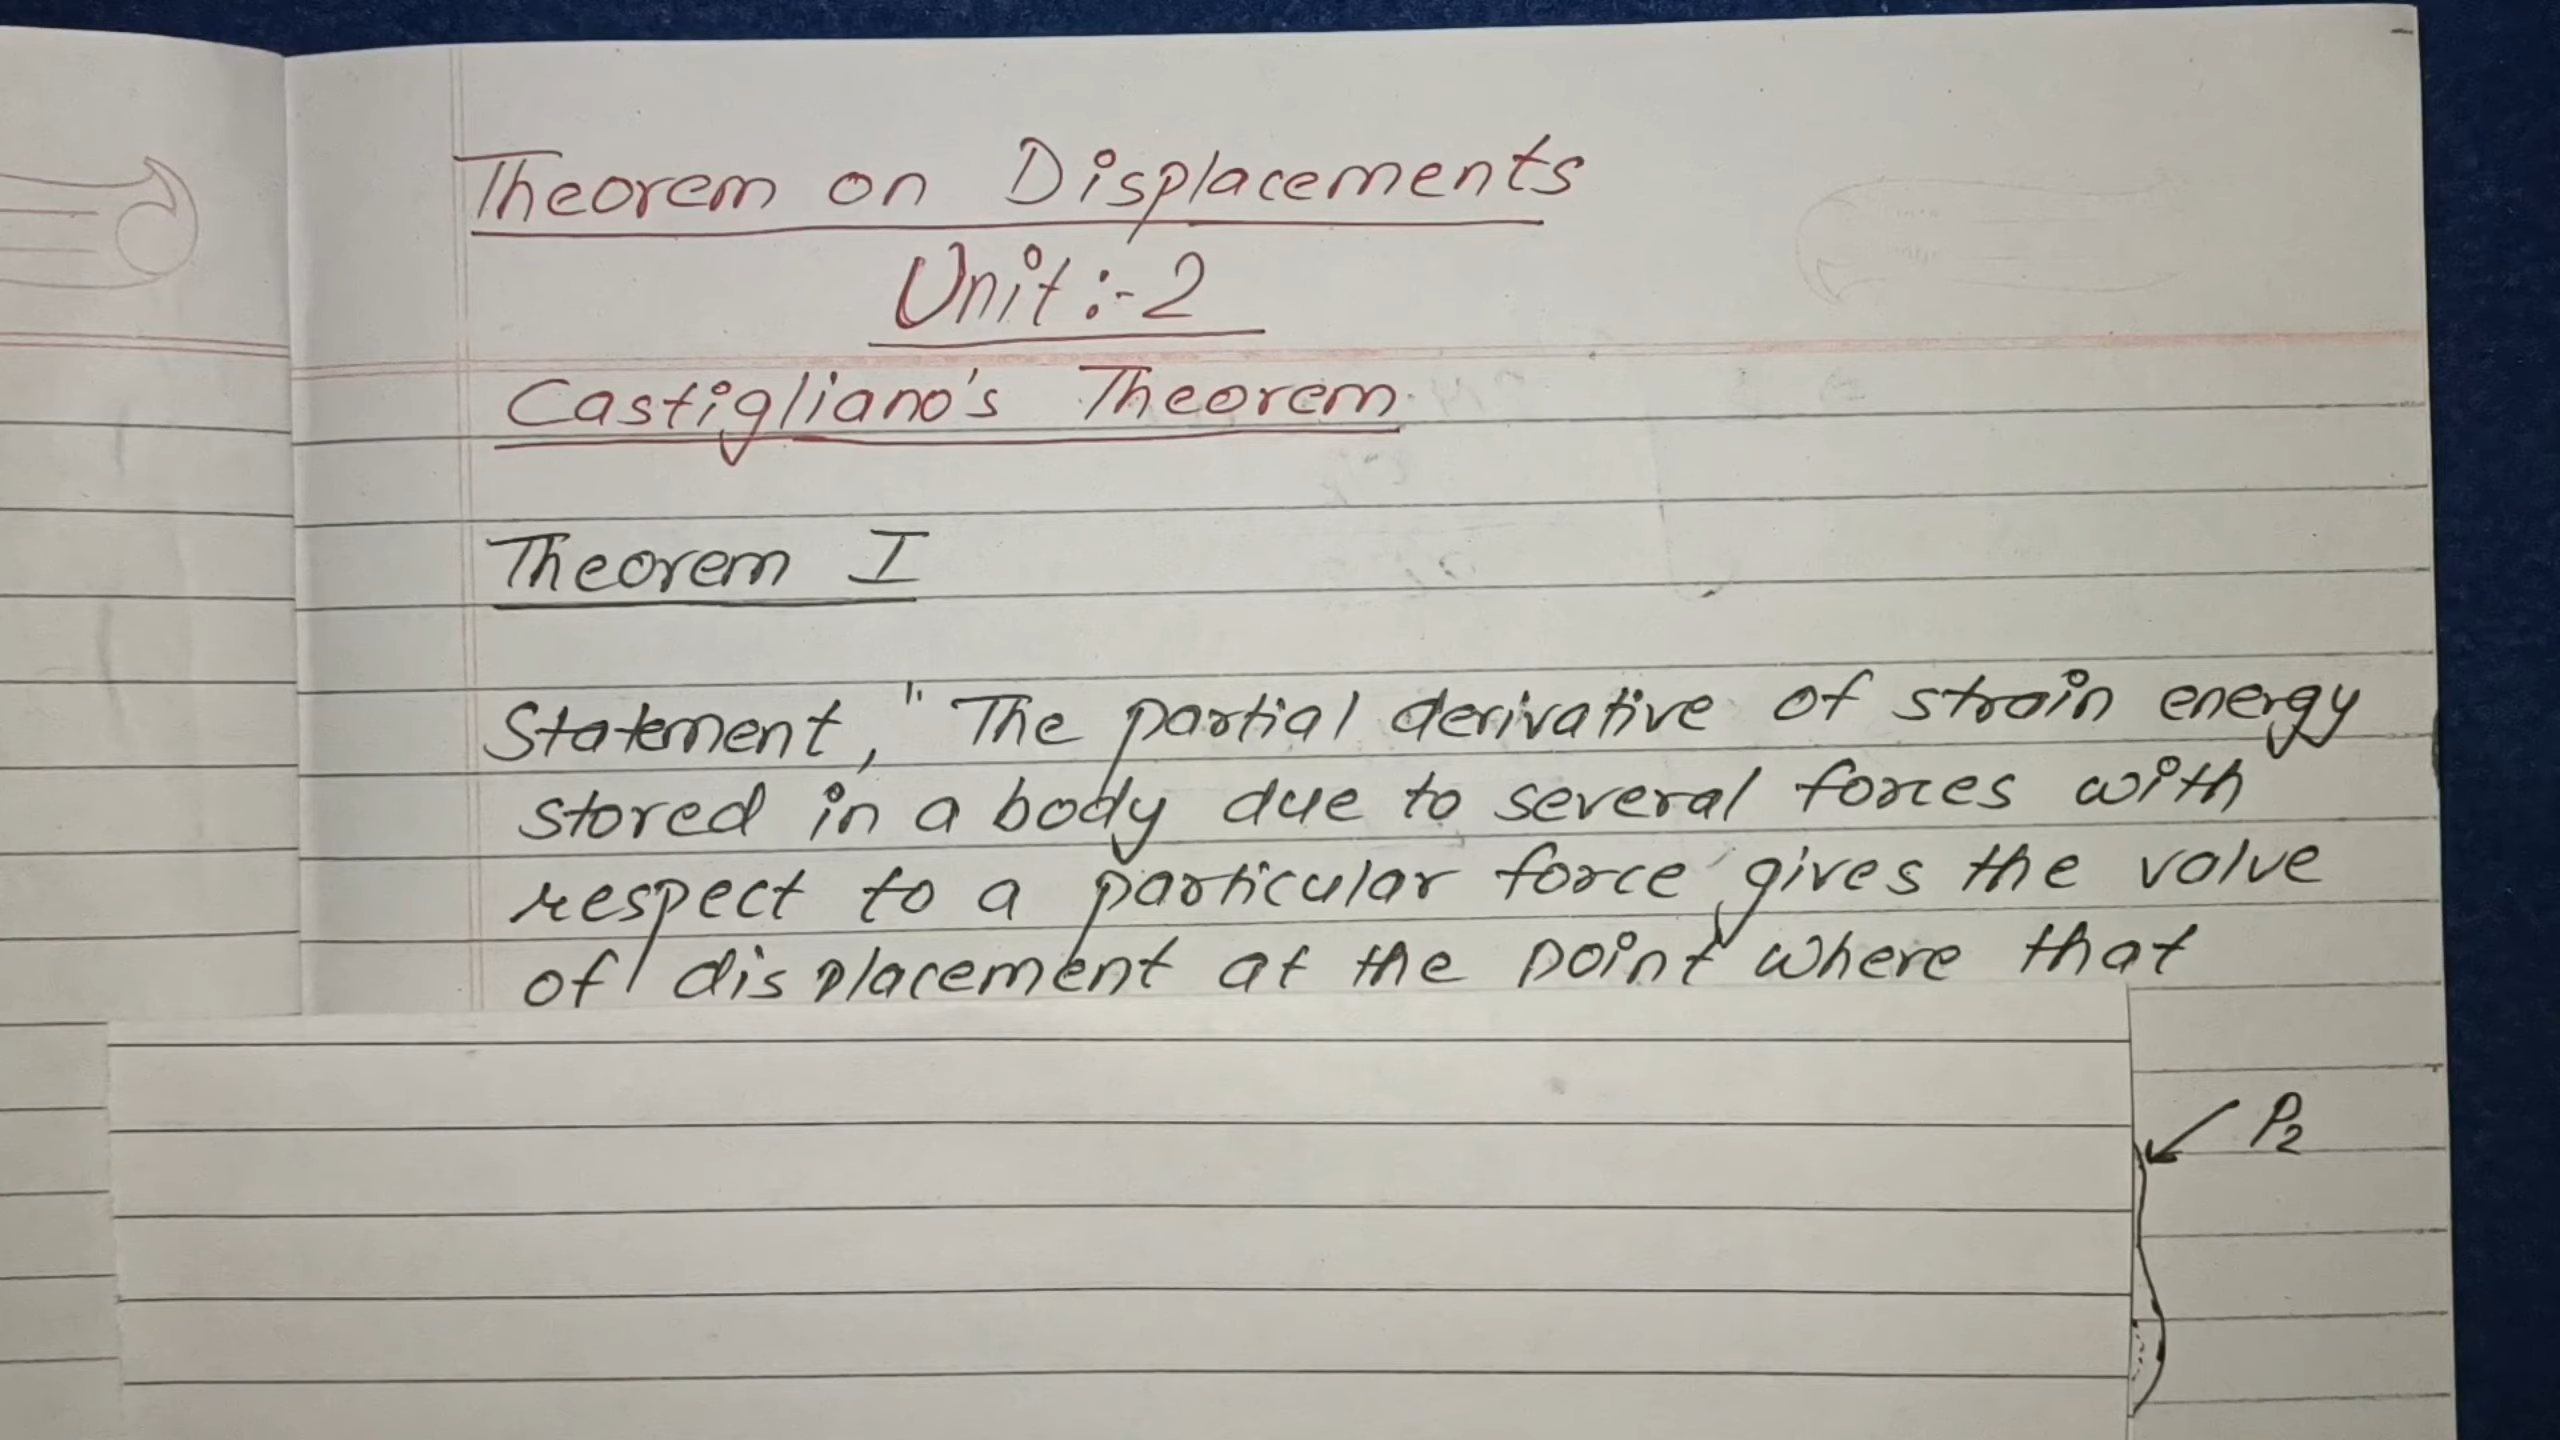 Theorem on Displacements
Unit :- 2
Castigliano's Theorem
Theorem I
Statement, "The partial derivative of strain energy
stored in a body due to several forces with
respect to a particular force gives the value
of displacement at the point where that
P2